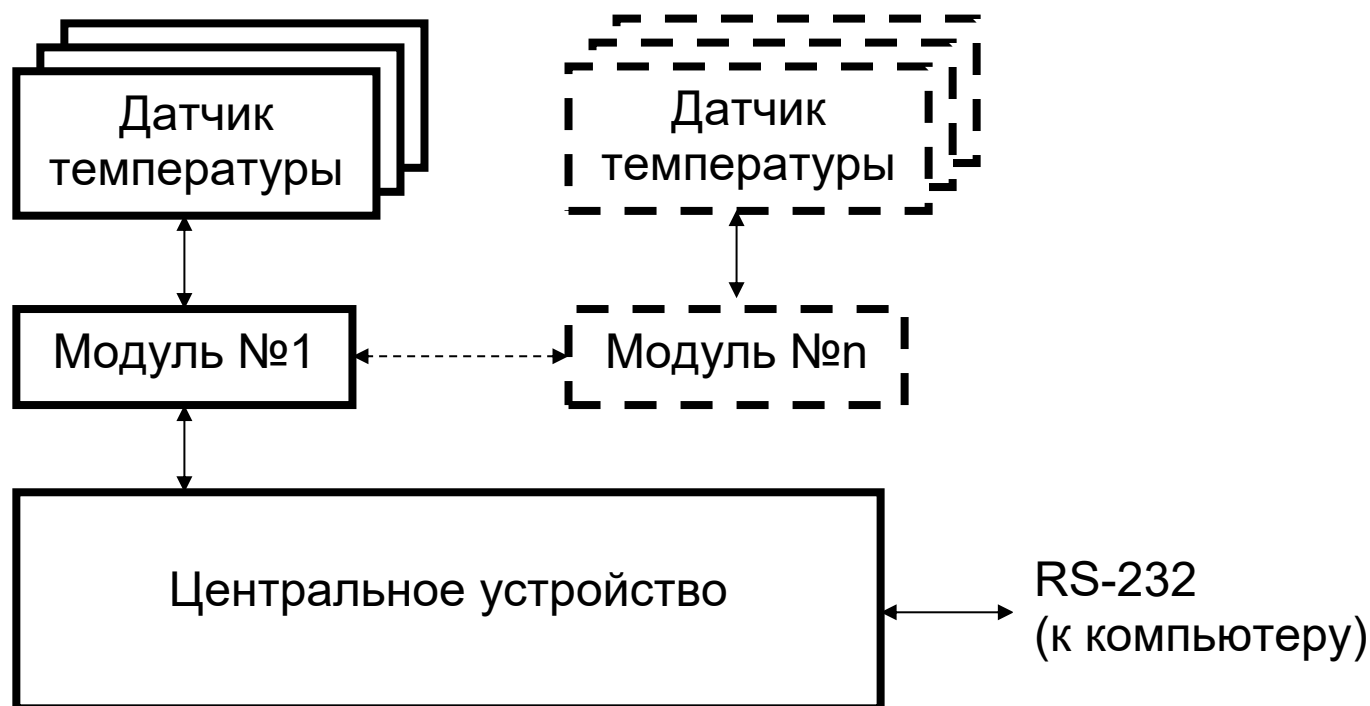 Датчик
температуры
Датчик
температуры
Модуль №1
Модуль №n
Центральное устройство
RS-232
(к компьютеру)